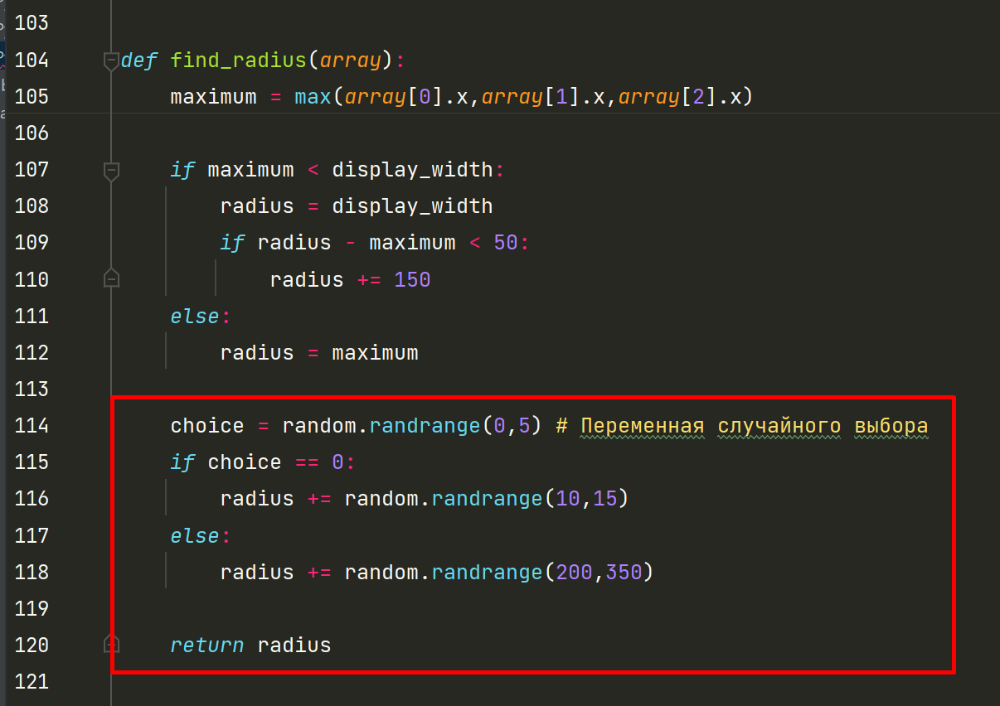 103
104 def find_radius(array):
105     maximum = max(array[0].x,array[1].x,array[2].x)
106
107     if maximum < display_width:
108         radius = display_width
109         if radius - maximum < 50:
110             radius += 150
111     else:
112         radius = maximum
113
114     choice = random.randrange(0,5) # Переменная случайного выбора
115     if choice == 0:
116         radius += random.randrange(10,15)
117     else:
118         radius += random.randrange(200,350)
119
120     return radius
121